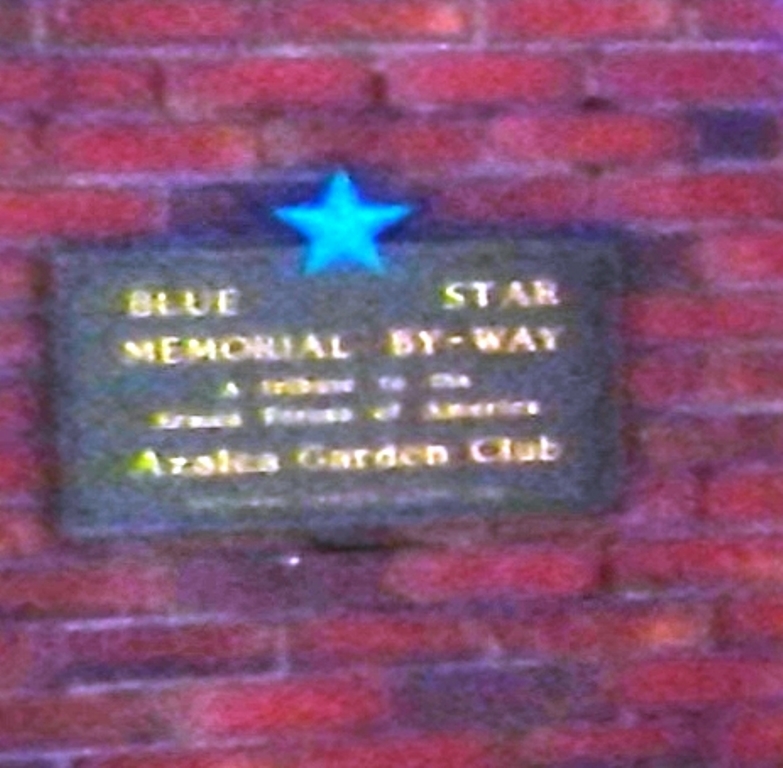 BLUE STAR
MEMORIAL BY-WAY
A tribute to the
Armed Forces of America
Azalea Garden Club